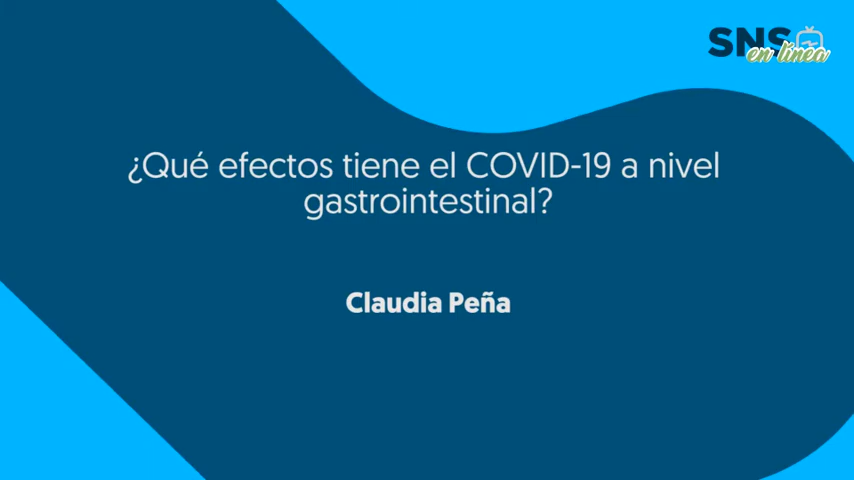 SNS
en línea
¿Qué efectos tiene el COVID-19 a nivel
gastrointestinal?
Claudia Peña